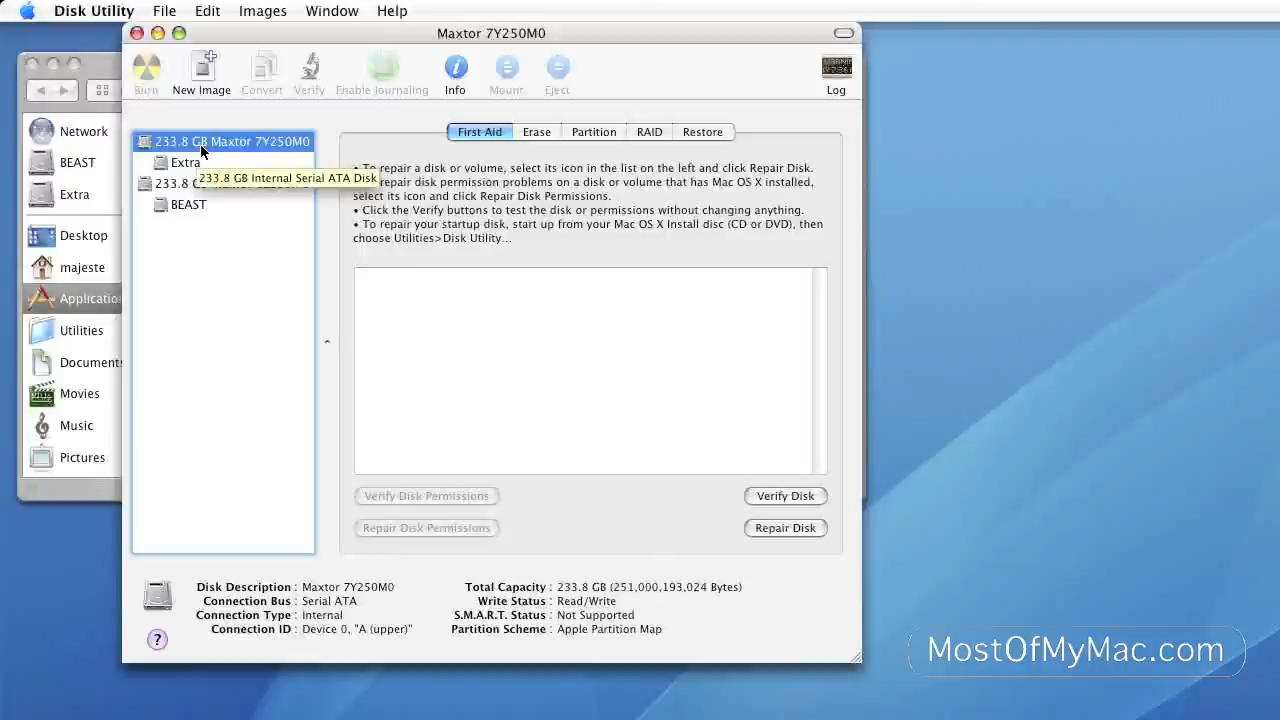 Disk Utility File Edit Images Window Help
Maxtor 7Y250M0
Burn New Image Convert Verify Enable Journaling Info Mount Eject Log
Network
BEAST
Extra
Desktop
majeste
Applicatio
Utilities
Documents
Movies
Music
Pictures
233.8 GB Maxtor 7Y250M0
Extra
233.8 GB Internal Serial ATA Disk
233.8 G
BEAST
First Aid Erase Partition RAID Restore
• To repair a disk or volume, select its icon in the list on the left and click Repair Disk.
repair disk permission problems on a disk or volume that has Mac OS X installed,
select its icon and click Repair Disk Permissions.
• Click the Verify buttons to test the disk or permissions without changing anything.
• To repair your startup disk, start up from your Mac OS X Install disc (CD or DVD), then
choose Utilities>Disk Utility...
Verify Disk Permissions Verify Disk
Repair Disk Permissions Repair Disk
Disk Description : Maxtor 7Y250M0 Total Capacity : 233.8 GB (251,000,193,024 Bytes)
Connection Bus : Serial ATA Write Status : Read/Write
Connection Type : Internal S.M.A.R.T. Status : Not Supported
Connection ID : Device 0, "A (upper)" Partition Scheme : Apple Partition Map
?
MostOfMyMac.com